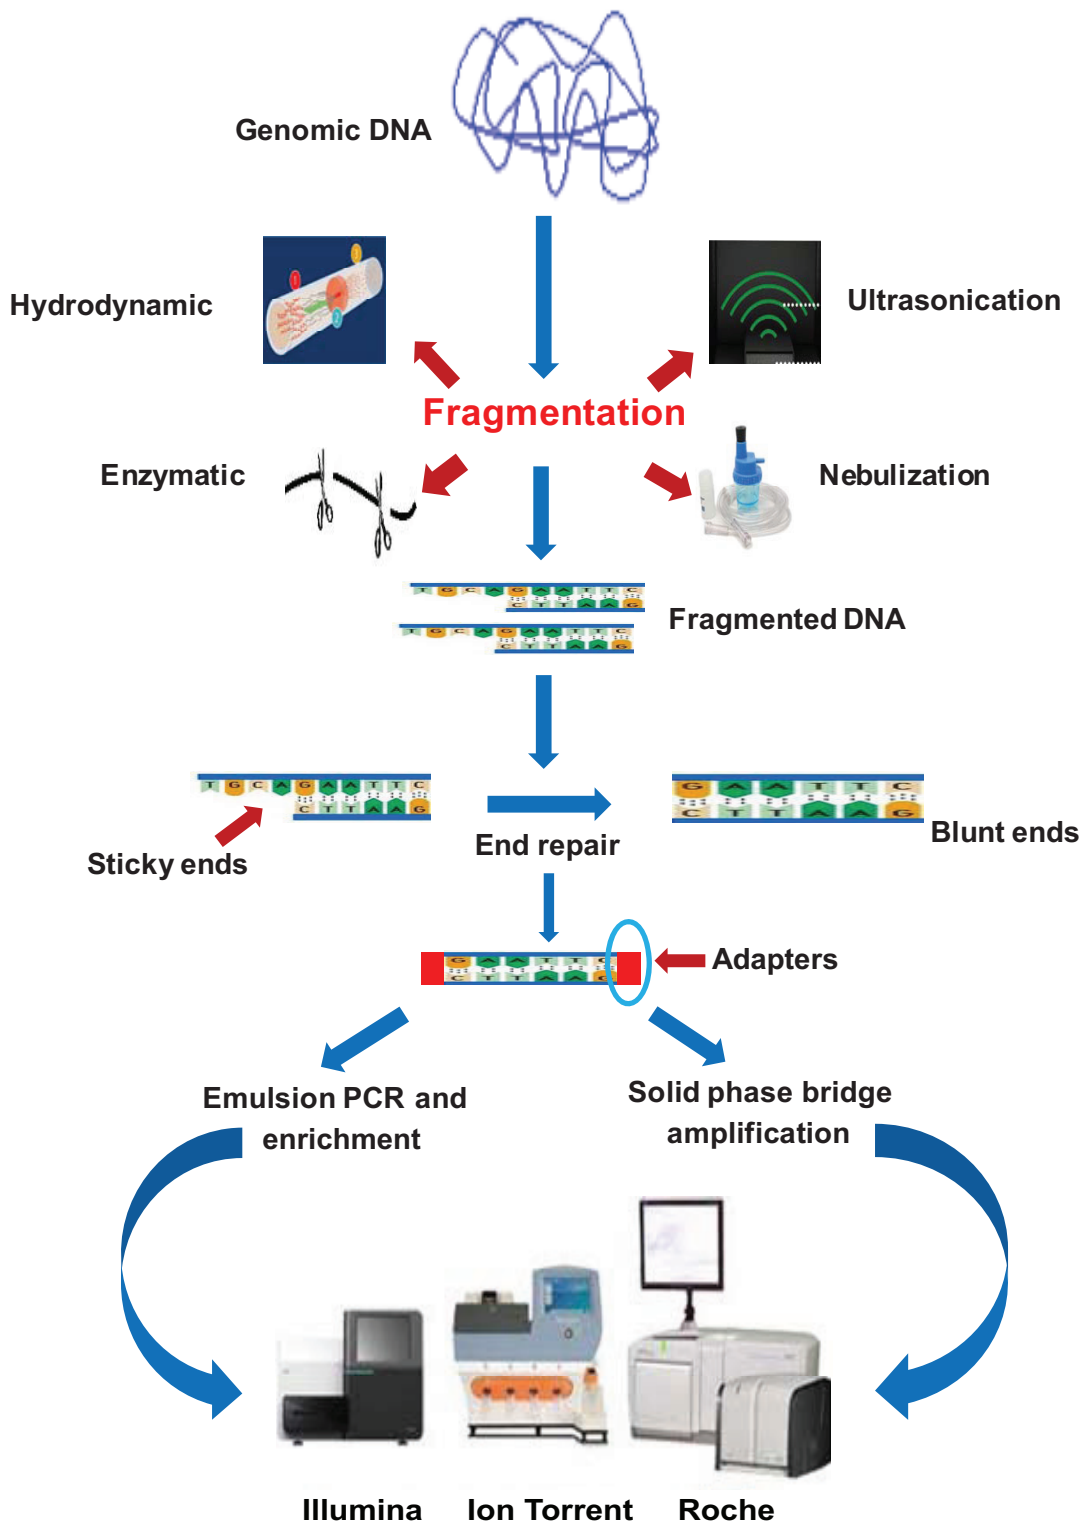 Genomic DNA
Hydrodynamic
Ultrasonication
Fragmentation
Enzymatic
Nebulization
T G C A G A A T T C
C T T A A G
Fragmented DNA
T G C A G A A T T C
C T T A A G
T G C A G A A T T C
C T T A A G
G A A T T C
C T T A A G
Sticky ends
End repair
Blunt ends
G A A T T C
C T T A A G
Adapters
Emulsion PCR and
enrichment
Solid phase bridge
amplification
Illumina
Ion Torrent
Roche